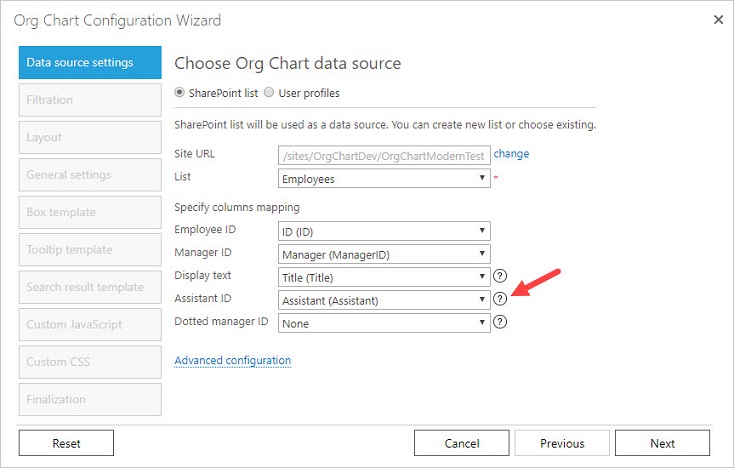 Org Chart Configuration Wizard ×
Data source settings
Filtration
Layout
General settings
Box template
Tooltip template
Search result template
Custom JavaScript
Custom CSS
Finalization
Choose Org Chart data source
SharePoint list User profiles
SharePoint list will be used as a data source. You can create new list or choose existing.
Site URL /sites/OrgChartDev/OrgChartModernTest change
List Employees *
Specify columns mapping
Employee ID ID (ID)
Manager ID Manager (ManagerID)
Display text Title (Title) ?
Assistant ID Assistant (Assistant) ?
Dotted manager ID None ?
Advanced configuration
Reset Cancel Previous Next